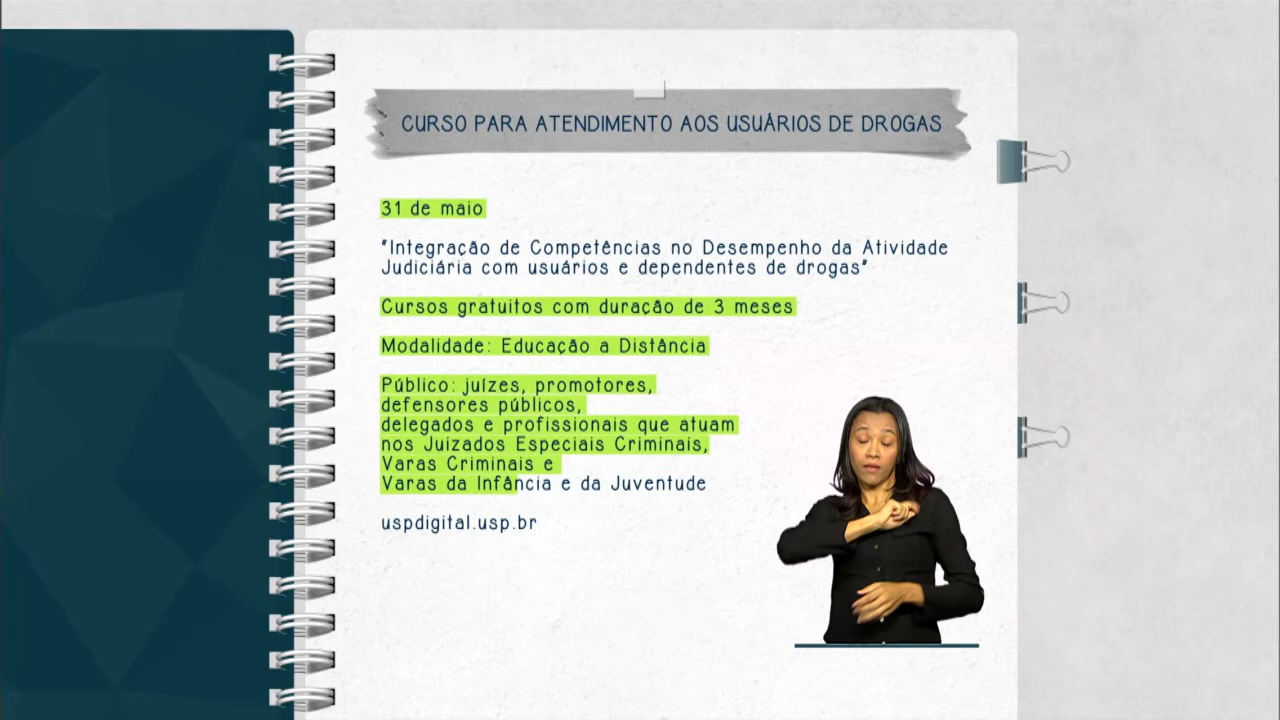 CURSO PARA ATENDIMENTO AOS USUÁRIOS DE DROGAS
31 de maio
"Integração de Competências no Desempenho da Atividade
Judiciária com usuários e dependentes de drogas"
Cursos gratuitos com duração de 3 meses
Modalidade: Educação a Distância
Público: juízes, promotores,
defensores públicos,
delegados e profissionais que atuam
nos Juizados Especiais Criminais,
Varas Criminais e
Varas da Infância e da Juventude
uspdigital.usp.br